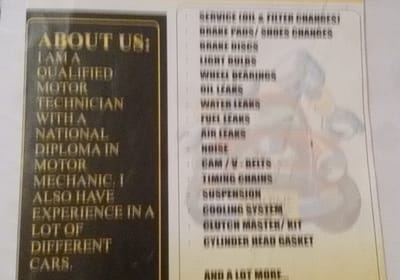 ABOUT US:
I AM A
QUALIFIED
MOTOR
TECHNICIAN
WITH A
NATIONAL
DIPLOMA IN
MOTOR
MECHANIC. I
ALSO HAVE
EXPERIENCE IN A
LOT OF
DIFFERENT
CARS.
SERVICE (OIL & FILTER CHANGES)
BRAKE PADS/ SHOES CHANGES
BRAKE DISCS
LIGHT BULBS
WHEEL BEARINGS
OIL LEAKS
WATER LEAKS
FUEL LEAKS
AIR LEAKS
NOISE
CAM / V- BELTS
TIMING CHAINS
SUSPENSION
COOLING SYSTEM
CLUTCH MASTER/ KIT
CYLINDER HEAD GASKET
AND A LOT MORE...